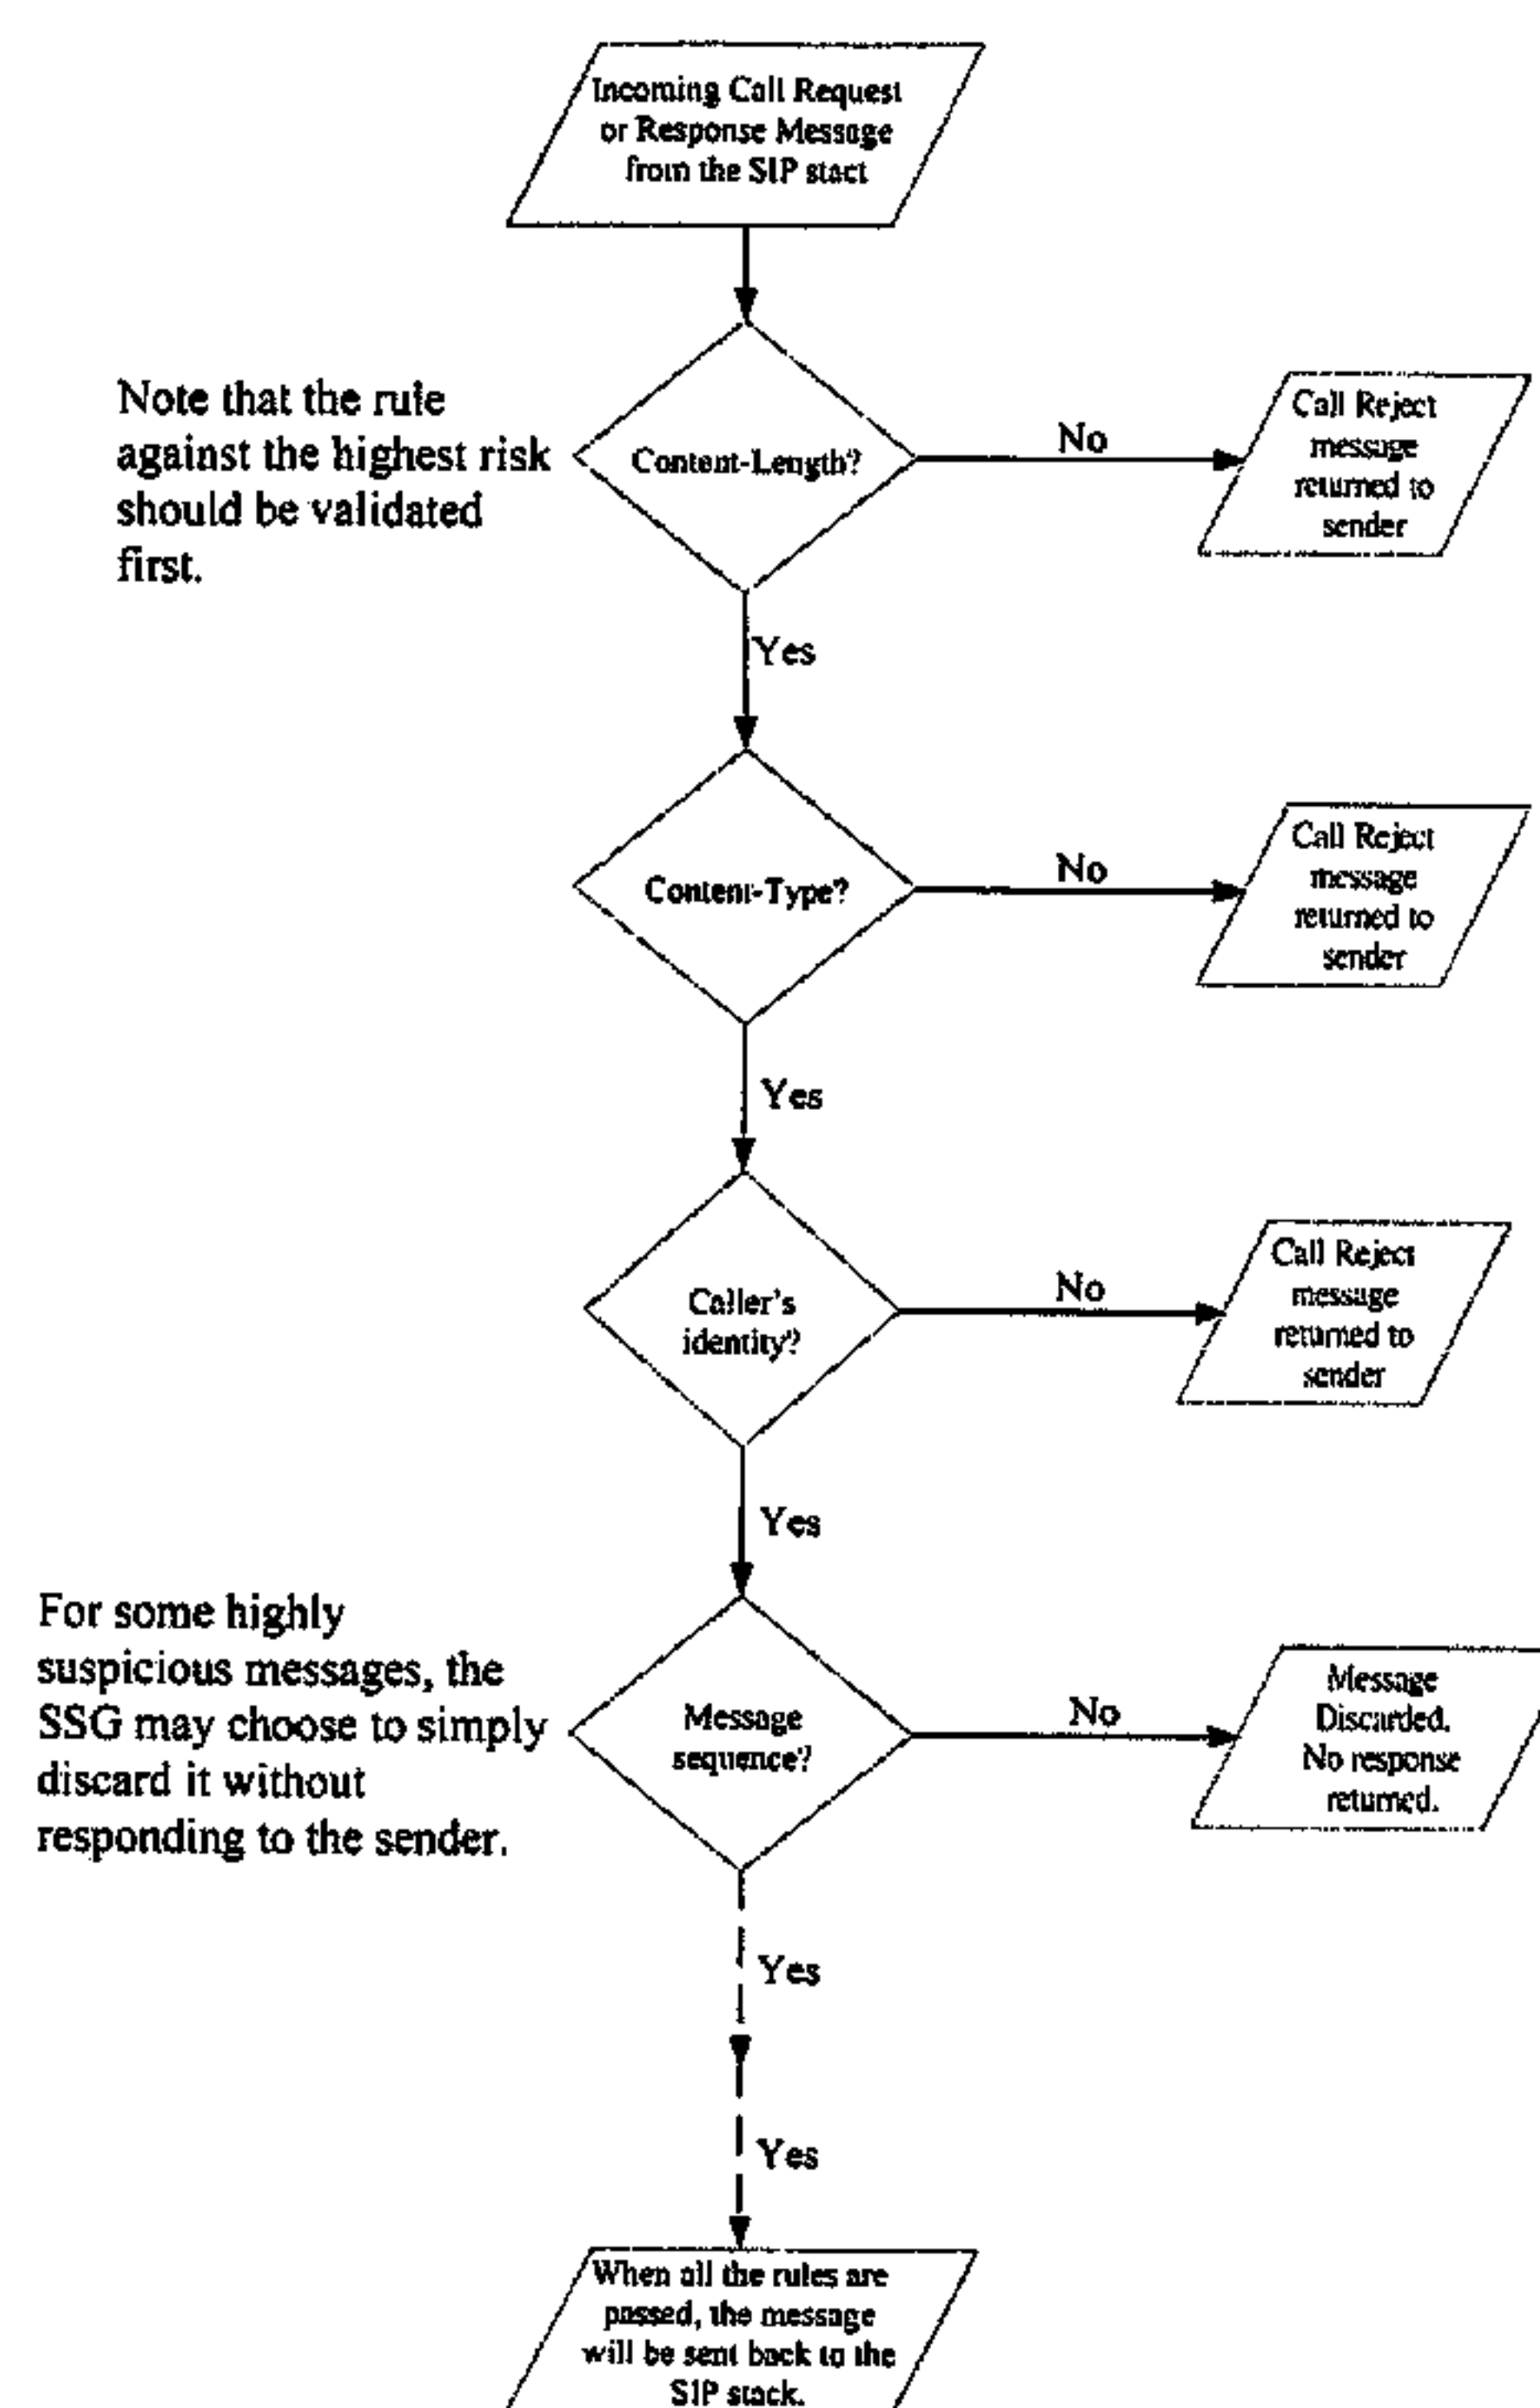 Incoming Call Request
or Response Message
from the SIP stact
Note that the rule
against the highest risk
should be validated
first.
Content-Length?
No
Call Reject
message
returned to
sender
Yes
Content-Type?
No
Call Reject
message
returned to
sender
Yes
Caller's
identity?
No
Call Reject
message
returned to
sender
Yes
For some highly
suspicious messages, the
SSG may choose to simply
discard it without
responding to the sender.
Message
sequence?
No
Message
Discarded.
No response
returned.
Yes
Yes
When all the rules are
passed, the message
will be sent back to the
SIP stack.